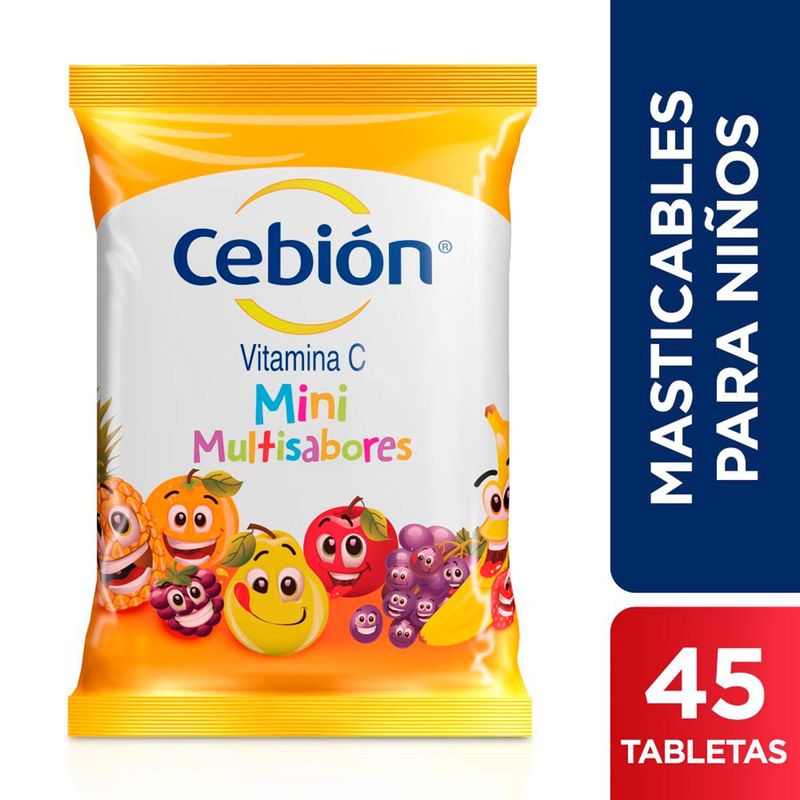 Cebión®
Vitamina C
Mini
Multisabores
MASTICABLES
PARA NIÑOS
45
TABLETAS